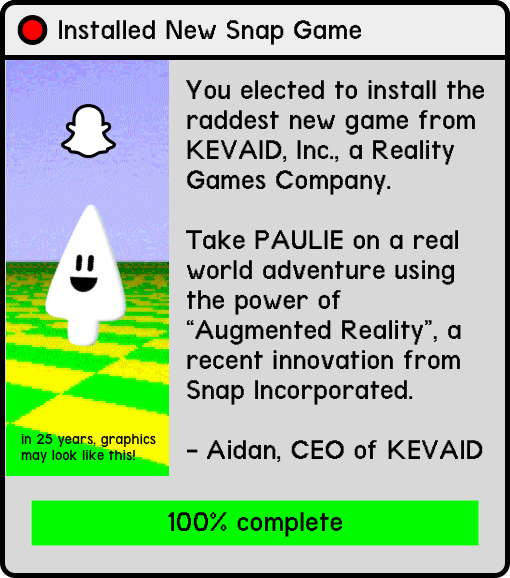 Installed New Snap Game
You elected to install the
raddest new game from
KEVAID, Inc., a Reality
Games Company.
Take PAULIE on a real
world adventure using
the power of
“Augmented Reality”, a
recent innovation from
Snap Incorporated.
– Aidan, CEO of KEVAID
in 25 years, graphics
may look like this!
100% complete